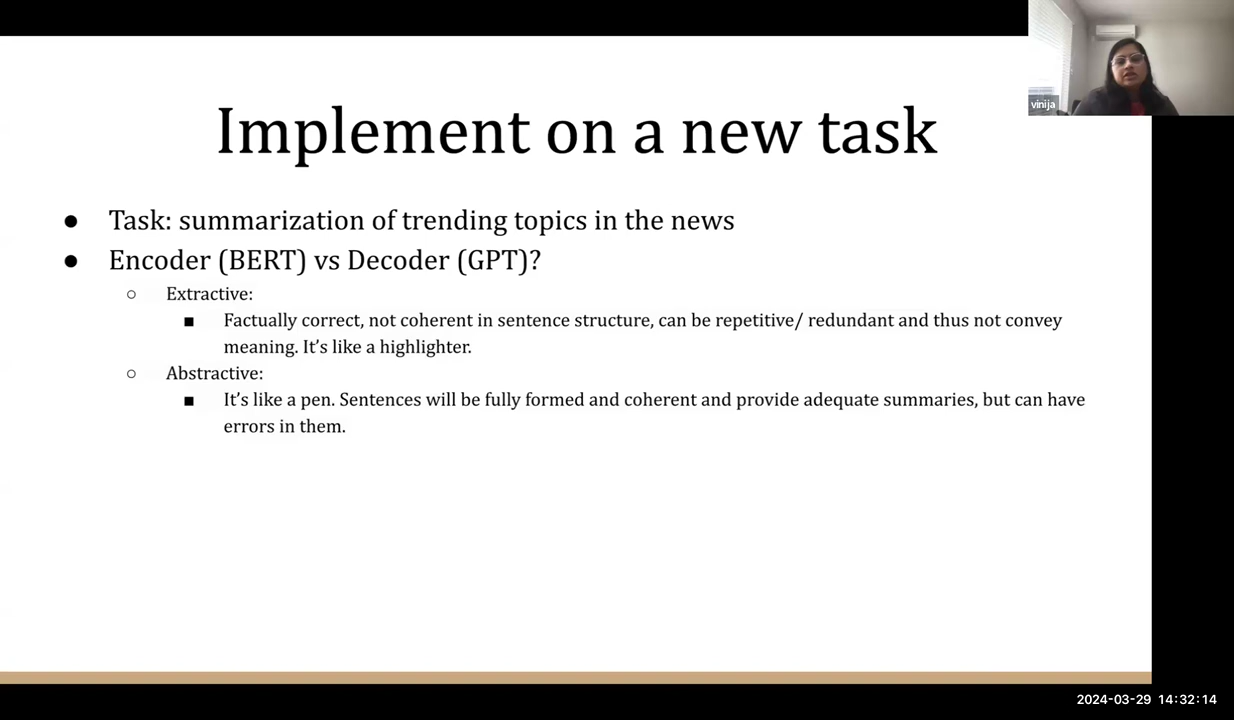 Implement on a new task
vinija
● Task: summarization of trending topics in the news
● Encoder (BERT) vs Decoder (GPT)?
○ Extractive:
■ Factually correct, not coherent in sentence structure, can be repetitive/ redundant and thus not convey
meaning. It’s like a highlighter.
○ Abstractive:
■ It’s like a pen. Sentences will be fully formed and coherent and provide adequate summaries, but can have
errors in them.
2024-03-29 14:32:14